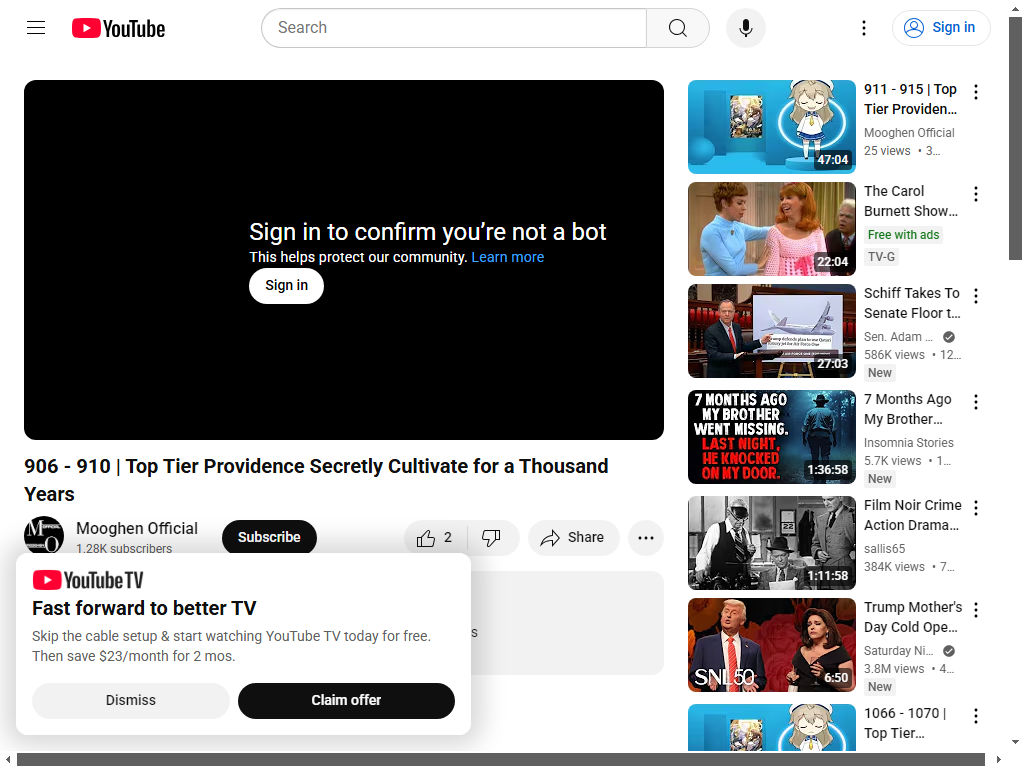 YouTube
Search
Sign in
Sign in to confirm you're not a bot
This helps protect our community. Learn more
Sign in
906 - 910 | Top Tier Providence Secretly Cultivate for a Thousand
Years
Mooghen Official
1.28K subscribers
Subscribe
2
Share
s
YouTube TV
Fast forward to better TV
Skip the cable setup & start watching YouTube TV today for free.
Then save $23/month for 2 mos.
Dismiss
Claim offer
47:04
911 - 915 | Top
Tier Providen...
Mooghen Official
25 views • 3...
22:04
The Carol
Burnett Show...
Free with ads
TV-G
27:03
Schiff Takes To
Senate Floor t...
Sen. Adam ...
586K views • 12...
New
7 MONTHS AGO
MY BROTHER
WENT MISSING.
LAST NIGHT,
HE KNOCKED
ON MY DOOR.
1:36:58
7 Months Ago
My Brother...
Insomnia Stories
5.7K views • 1...
New
22
1:11:58
Film Noir Crime
Action Drama...
sallis65
384K views • 7...
SNL50
6:50
Trump Mother's
Day Cold Ope...
Saturday Ni...
3.8M views • 4...
New
1066 - 1070 |
Top Tier...